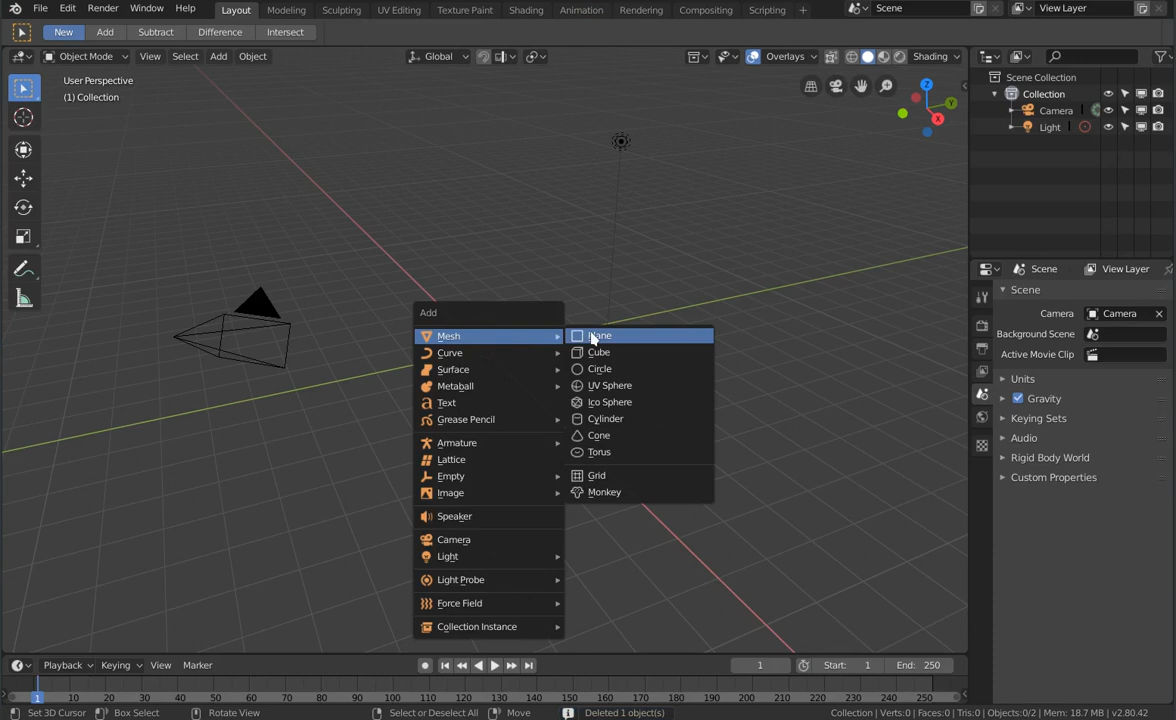 File Edit Render Window Help Layout Modeling Sculpting UV Editing Texture Paint Shading Animation Rendering Compositing Scripting + Scene View Layer
New Add Subtract Difference Intersect
Object Mode View Select Add Object Global Overlays Shading
User Perspective
(1) Collection
Z
Y
X
Scene Collection
Collection
Camera
Light
Add
Mesh
Curve
Surface
Metaball
Text
Grease Pencil
Armature
Lattice
Empty
Image
Speaker
Camera
Light
Light Probe
Force Field
Collection Instance
Plane
Cube
Circle
UV Sphere
Ico Sphere
Cylinder
Cone
Torus
Grid
Monkey
Scene View Layer
Scene
Camera Camera
Background Scene
Active Movie Clip
Units
Gravity
Keying Sets
Audio
Rigid Body World
Custom Properties
Playback Keying View Marker 1 Start: 1 End: 250
1 10 20 30 40 50 60 70 80 90 100 110 120 130 140 150 160 170 180 190 200 210 220 230 240 250
Set 3D Cursor Box Select Rotate View Select or Deselect All Move Deleted 1 object(s) Collection | Verts:0 | Faces:0 | Tris:0 | Objects:0/2 | Mem: 18.7 MB | v2.80.42